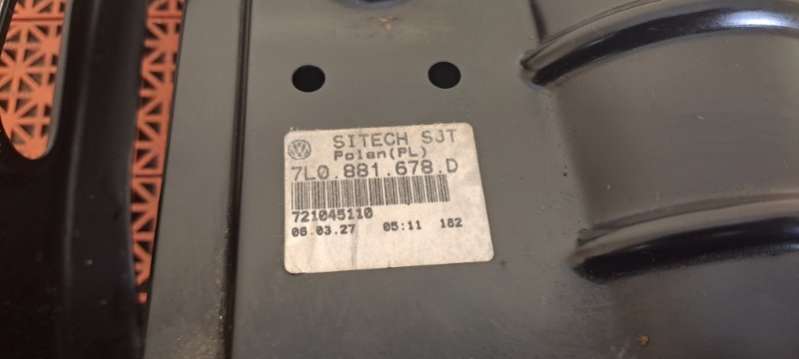 SITECH SJT
Polen(PL)
7L0.881.678.D
721045110
06.03.27 05:11 182